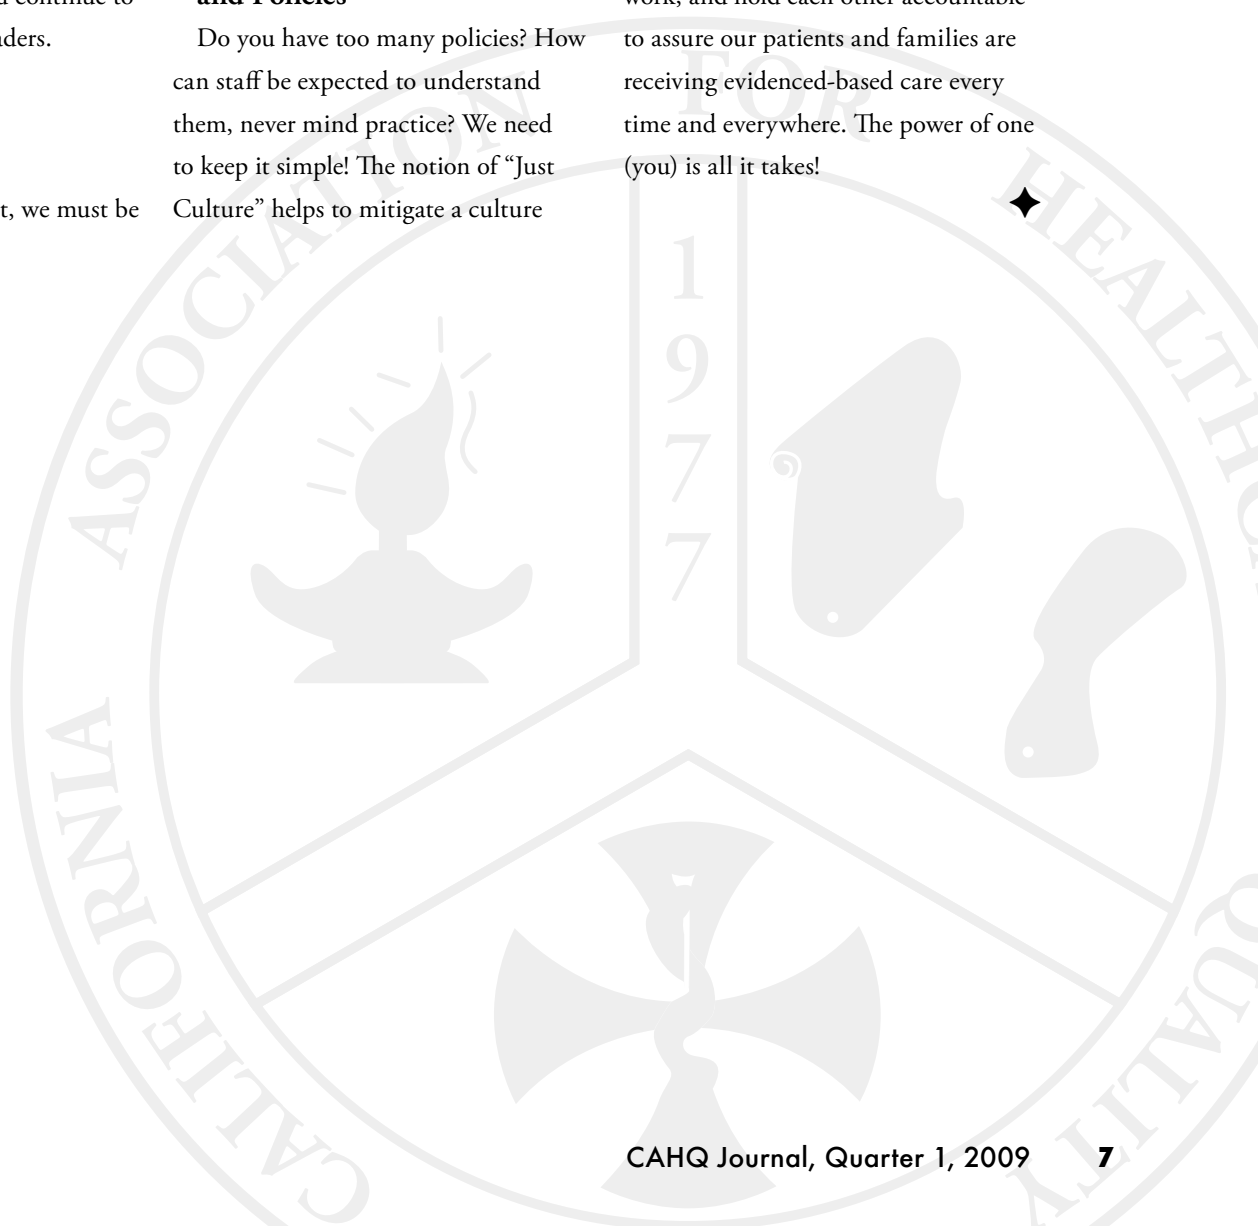 continue to
t, we must be
and Policies
Do you have too many policies? How
can staff be expected to understand
them, never mind practice? We need
to keep it simple! The notion of “Just
Culture” helps to mitigate a culture
work, and hold each other accountable
to assure our patients and families are
receiving evidenced-based care every
time and everywhere. The power of one
(you) is all it takes!
CALIFORNIA ASSOCIATION FOR
QUALITY
1
9
7
7
CAHQ Journal, Quarter 1, 2009 7